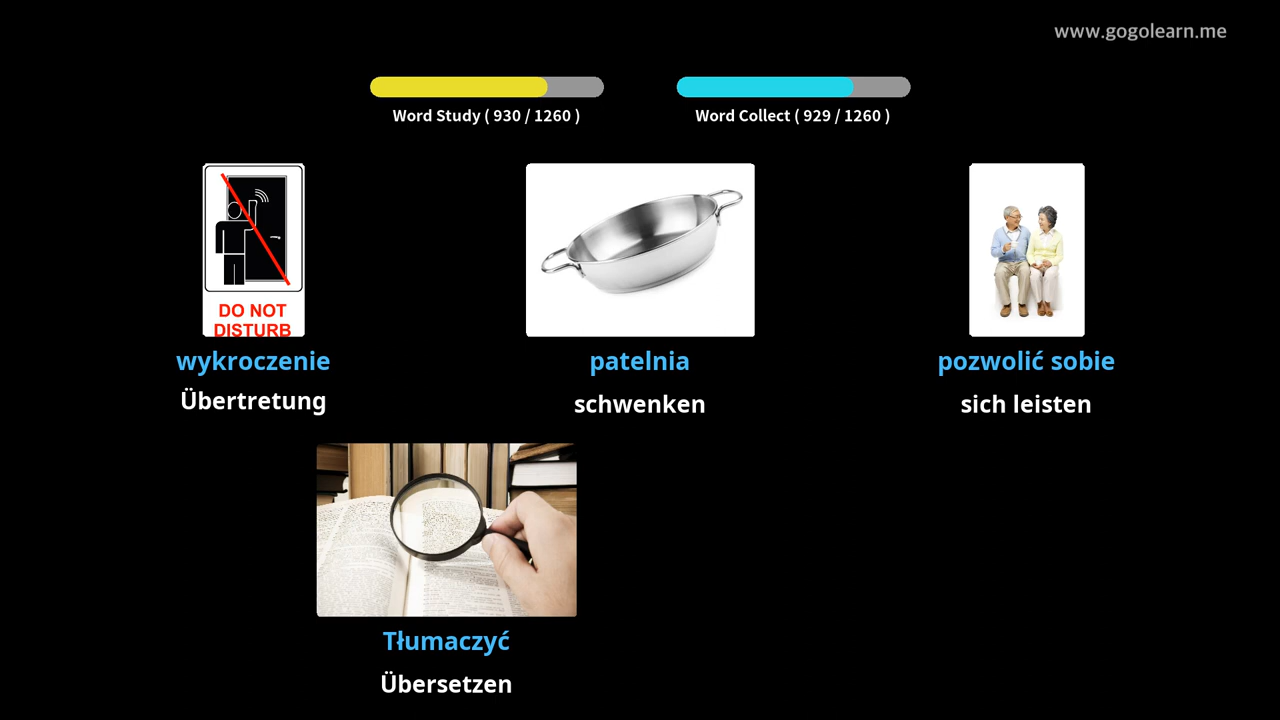 www.gogolearn.me
Word Study ( 930 / 1260 )
Word Collect ( 929 / 1260 )
DO NOT
DISTURB
wykroczenie
Übertretung
patelnia
schwenken
pozwolić sobie
sich leisten
Tłumaczyć
Übersetzen